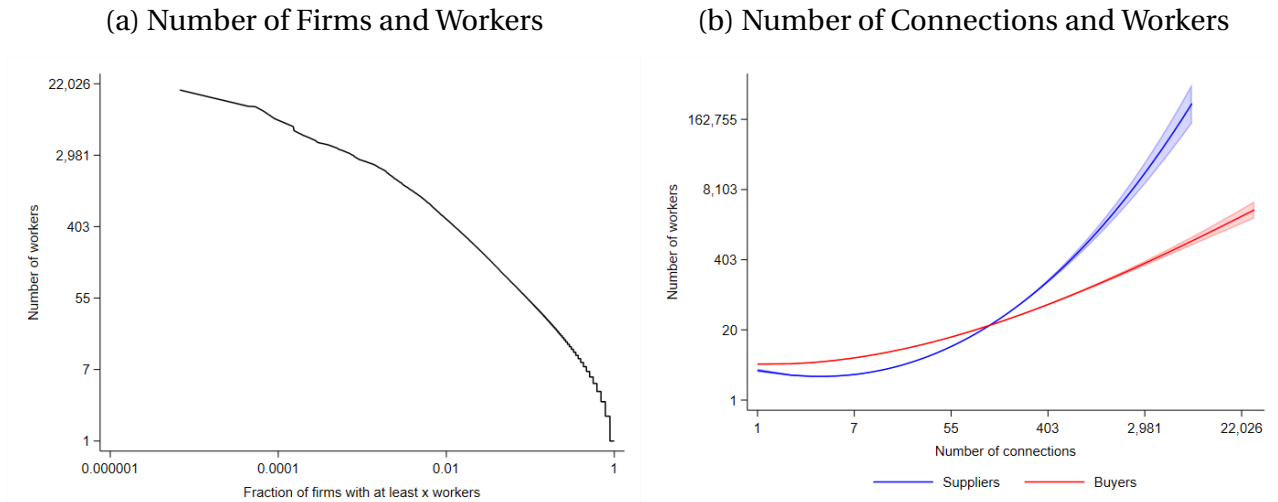 (a) Number of Firms and Workers
22,026
2,981
403
55
7
1
Number of workers
0.000001
0.0001
0.01
1
Fraction of firms with at least x workers
(b) Number of Connections and Workers
162,755
8,103
403
20
1
Number of workers
1
7
55
403
2,981
22,026
Number of connections
Suppliers
Buyers